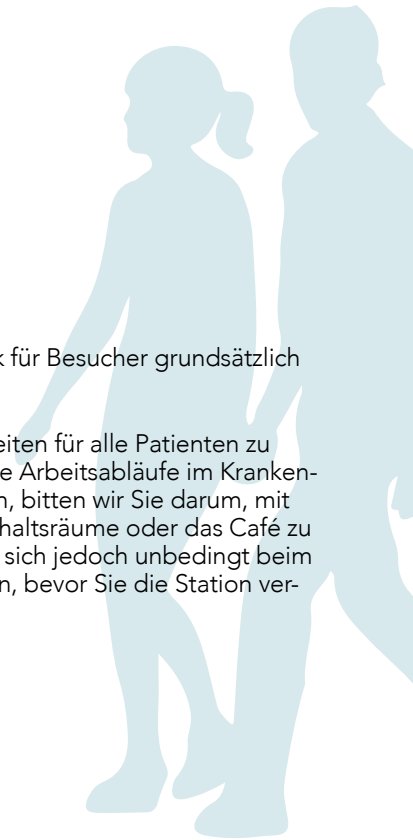 k für Besucher grundsätzlich
eiten für alle Patienten zu
e Arbeitsabläufe im Kranken-
n, bitten wir Sie darum, mit
haltsräume oder das Café zu
sich jedoch unbedingt beim
n, bevor Sie die Station ver-